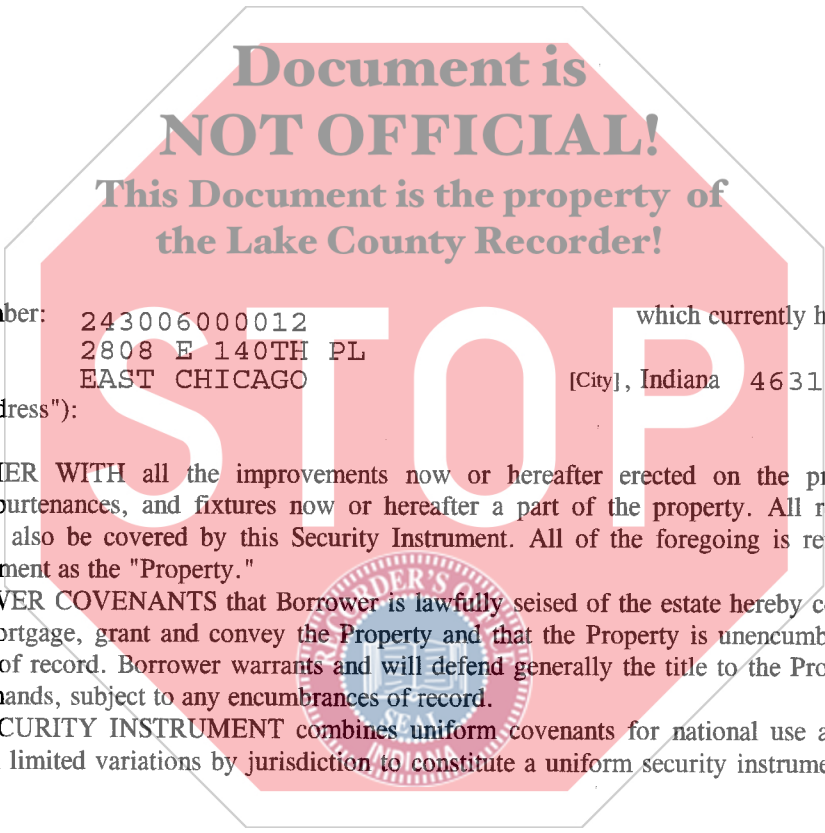 Document is
NOT OFFICIAL!
This Document is the property of
the Lake County Recorder!
STOP
ber: 243006000012 which currently h
2808 E 140TH PL
EAST CHICAGO [City], Indiana 4631
dress"):
ER WITH all the improvements now or hereafter erected on the pr
purtenances, and fixtures now or hereafter a part of the property. All r
also be covered by this Security Instrument. All of the foregoing is re
ment as the "Property."
VER COVENANTS that Borrower is lawfully seised of the estate hereby c
ortgage, grant and convey the Property and that the Property is unencumb
of record. Borrower warrants and will defend generally the title to the Pro
ands, subject to any encumbrances of record.
CURITY INSTRUMENT combines uniform covenants for national use a
limited variations by jurisdiction to constitute a uniform security instrume
RECORDER'S OFFICE
SEAL
INDIANA